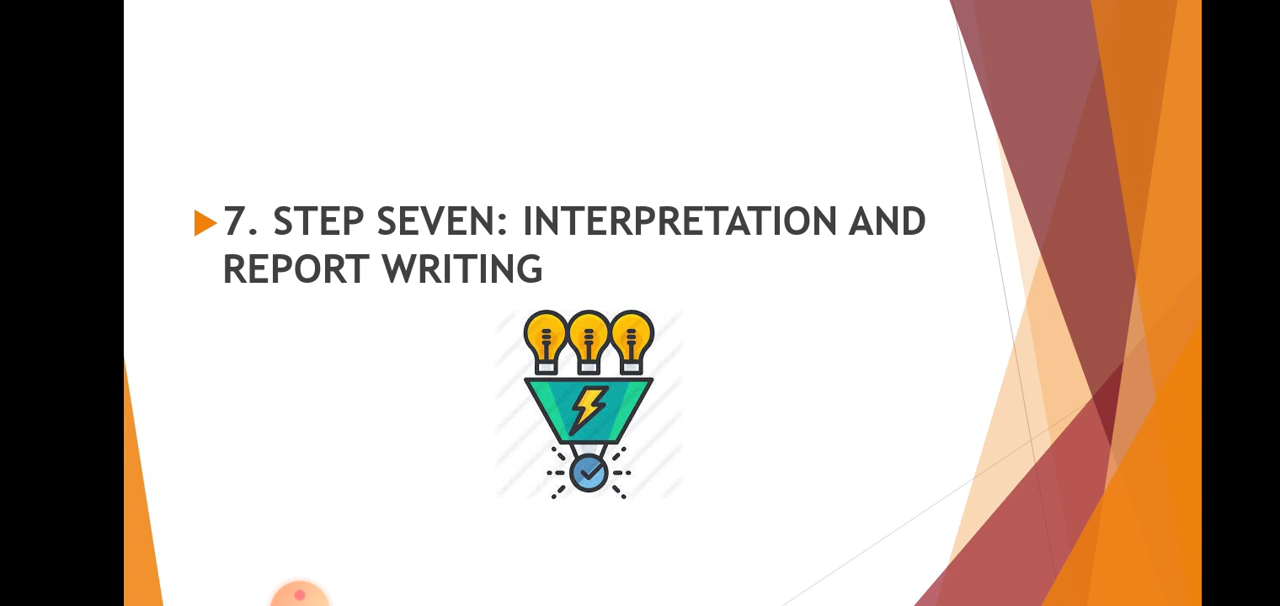 7. STEP SEVEN: INTERPRETATION AND
REPORT WRITING